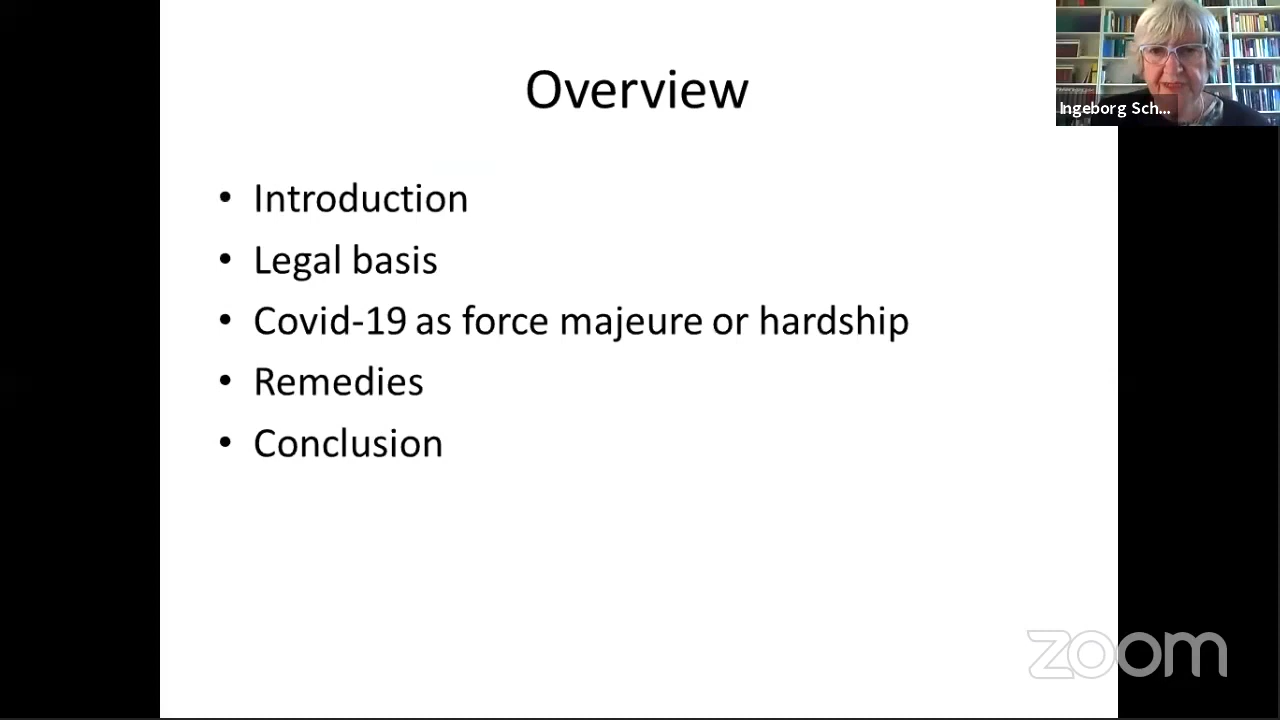 Overview
Ingeborg Sch...
• Introduction
• Legal basis
• Covid-19 as force majeure or hardship
• Remedies
• Conclusion
zoom